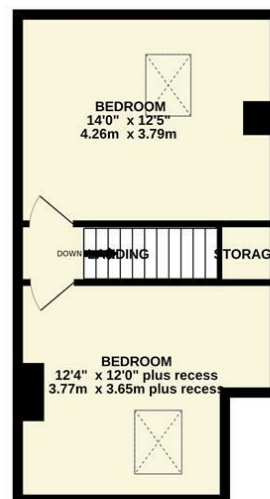 BEDROOM
14'0" x 12'5"
4.26m x 3.79m
DOWN LANDING STORAG
BEDROOM
12'4" x 12'0" plus recess
3.77m x 3.65m plus recess